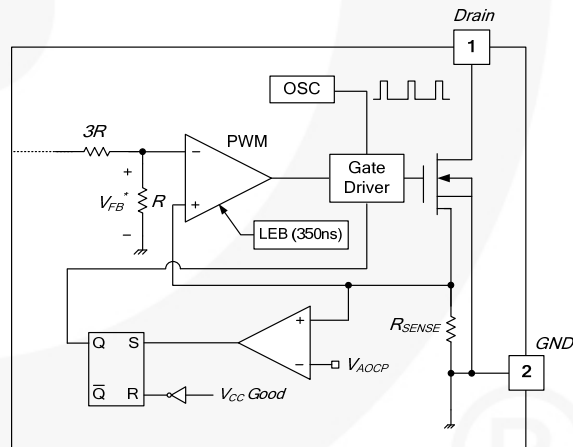 Drain
1
OSC
3R
PWM
−
+
+
V_FB*
R
−
Gate
Driver
LEB (350ns)
R_SENSE
GND
2
Q
S
+
−
V_AOCP
Q̅
R
V_CC Good
R